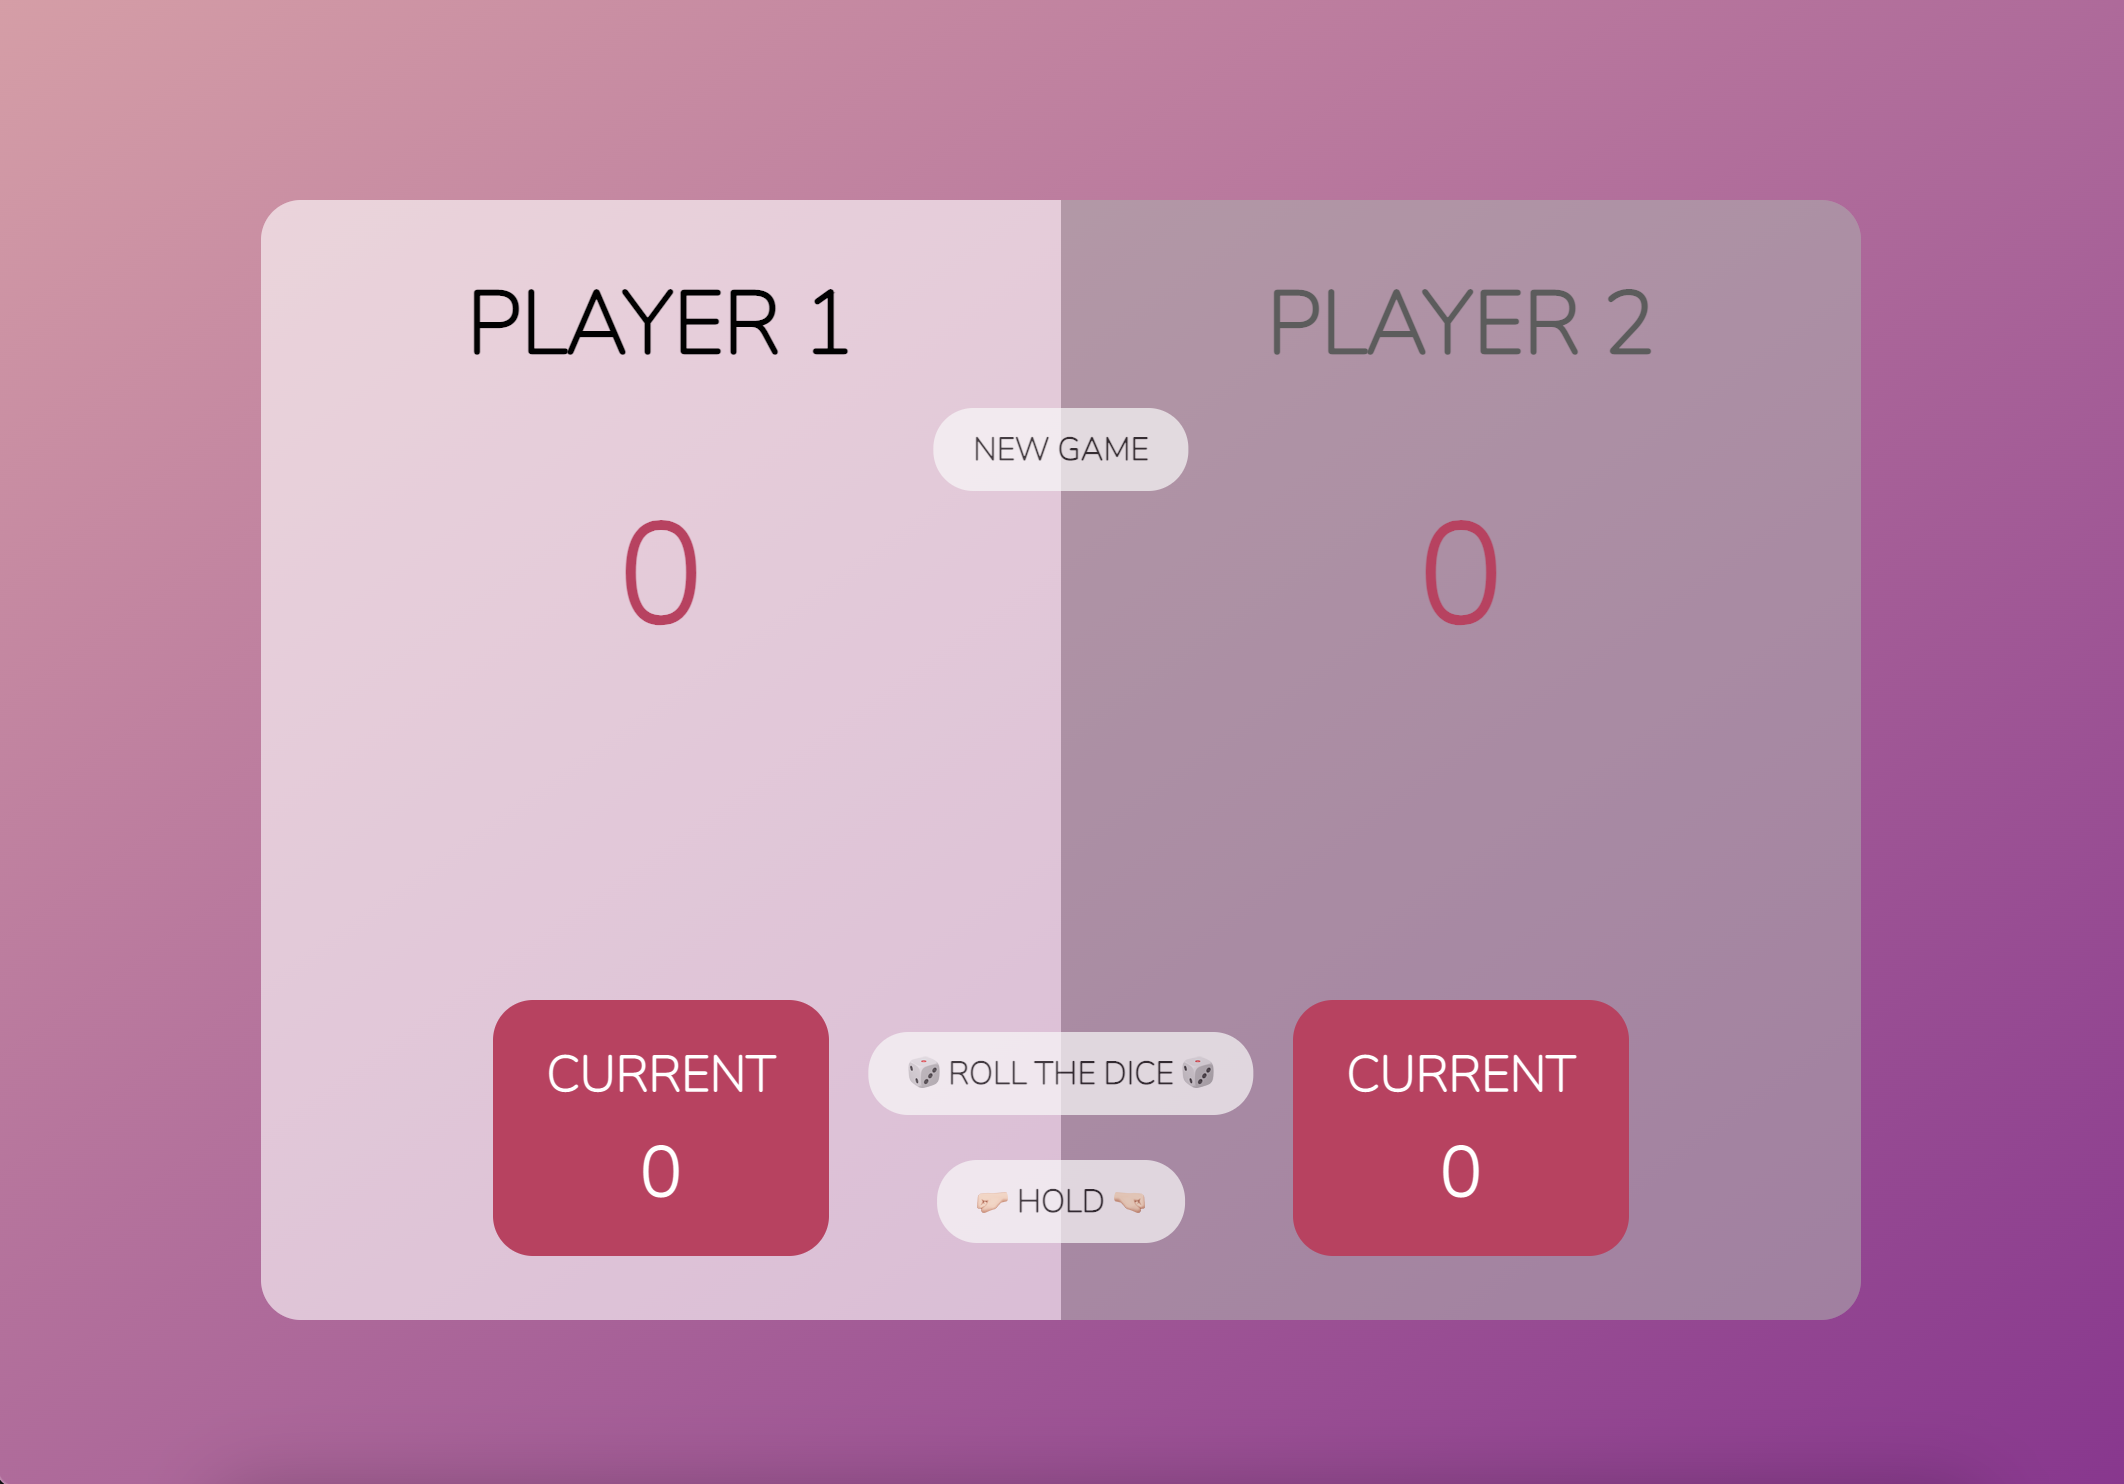 PLAYER 1
PLAYER 2
NEW GAME
0
0
CURRENT
0
🎲 ROLL THE DICE 🎲
🤛🏻 HOLD 🤜🏻
CURRENT
0